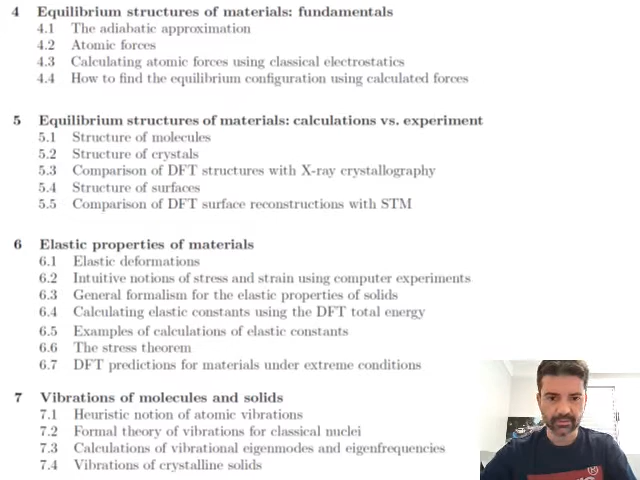 4 Equilibrium structures of materials: fundamentals
4.1 The adiabatic approximation
4.2 Atomic forces
4.3 Calculating atomic forces using classical electrostatics
4.4 How to find the equilibrium configuration using calculated forces
5 Equilibrium structures of materials: calculations vs. experiment
5.1 Structure of molecules
5.2 Structure of crystals
5.3 Comparison of DFT structures with X-ray crystallography
5.4 Structure of surfaces
5.5 Comparison of DFT surface reconstructions with STM
6 Elastic properties of materials
6.1 Elastic deformations
6.2 Intuitive notions of stress and strain using computer experiments
6.3 General formalism for the elastic properties of solids
6.4 Calculating elastic constants using the DFT total energy
6.5 Examples of calculations of elastic constants
6.6 The stress theorem
6.7 DFT predictions for materials under extreme conditions
7 Vibrations of molecules and solids
7.1 Heuristic notion of atomic vibrations
7.2 Formal theory of vibrations for classical nuclei
7.3 Calculations of vibrational eigenmodes and eigenfrequencies
7.4 Vibrations of crystalline solids